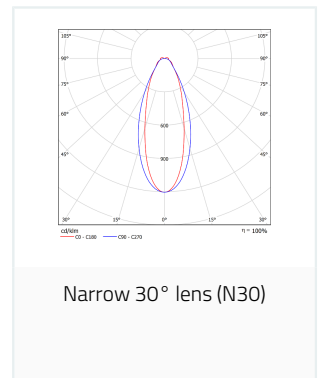 105° 105°
90° 90°
75° 75°
60° 60°
600
45° 45°
900
30° 15° 0° 15° 30°
cd/klm η = 100%
C0 - C180 C90 - C270
Narrow 30° lens (N30)